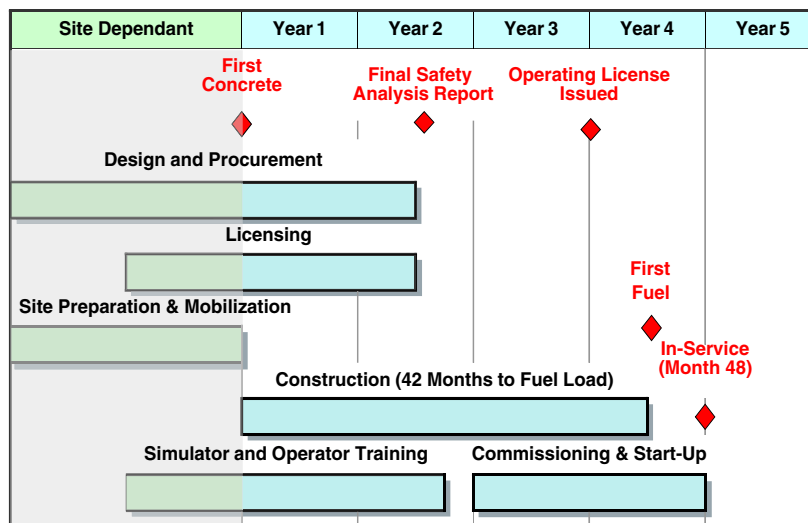 Site Dependant Year 1 Year 2 Year 3 Year 4 Year 5
First
Concrete
Final Safety
Analysis Report
Operating License
Issued
Design and Procurement
Licensing
First
Fuel
Site Preparation & Mobilization
In-Service
(Month 48)
Construction (42 Months to Fuel Load)
Simulator and Operator Training
Commissioning & Start-Up